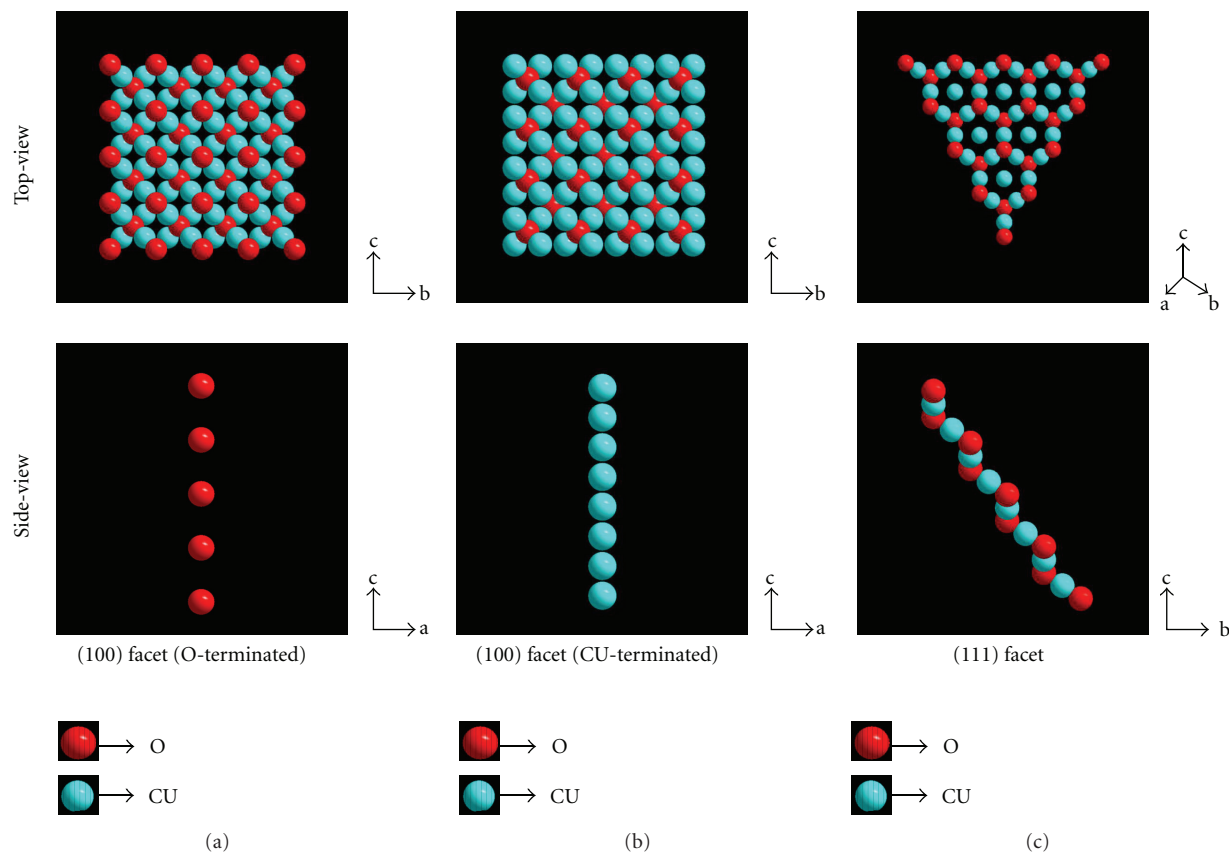 Top-view
c
b
c
b
c
a
b
Side-view
c
a
c
a
c
b
(100) facet (O-terminated)
(100) facet (CU-terminated)
(111) facet
O
O
O
CU
CU
CU
(a)
(b)
(c)